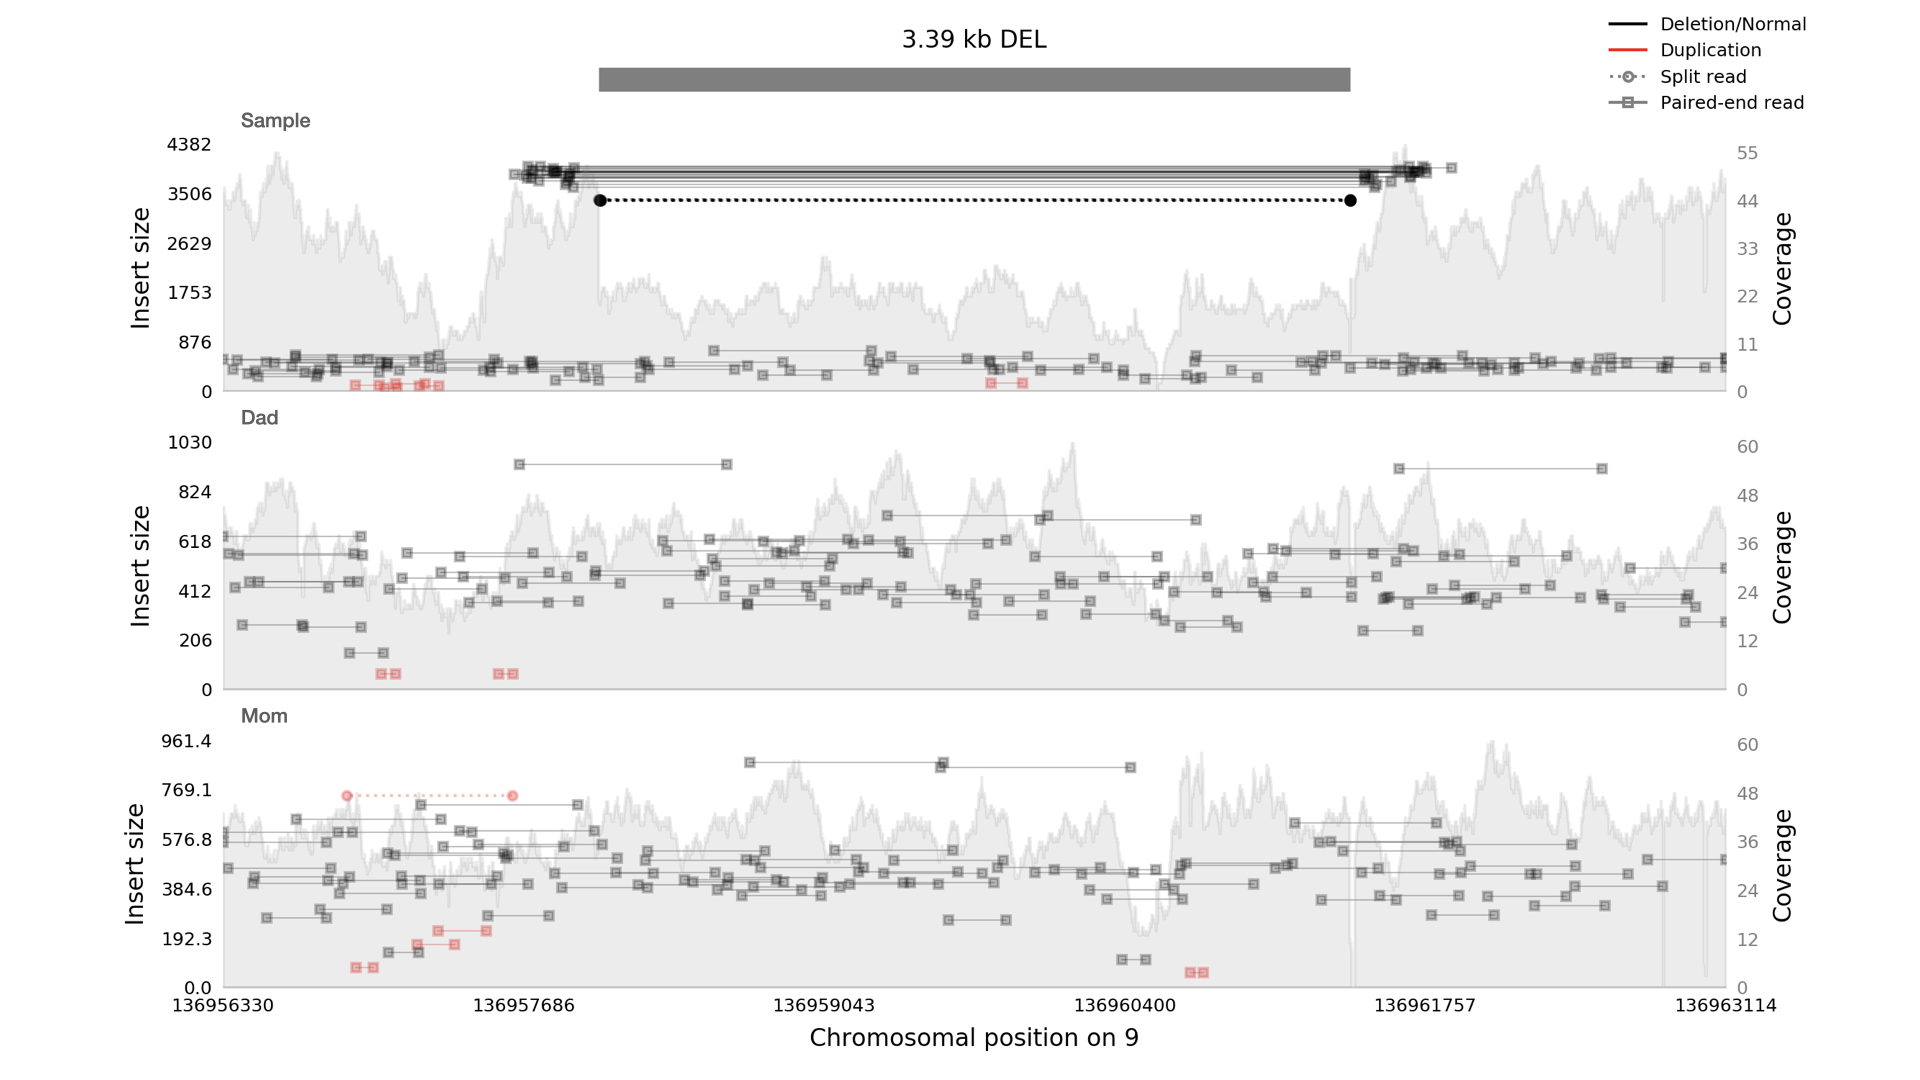 3.39 kb DEL
Deletion/Normal
Duplication
Split read
Paired-end read
Sample
4382
3506
2629
1753
876
0
Insert size
55
44
33
22
11
0
Coverage
Dad
1030
824
618
412
206
0
Insert size
60
48
36
24
12
0
Coverage
Mom
961.4
769.1
576.8
384.6
192.3
0.0
Insert size
60
48
36
24
12
0
Coverage
136956330 136957686 136959043 136960400 136961757 136963114
Chromosomal position on 9